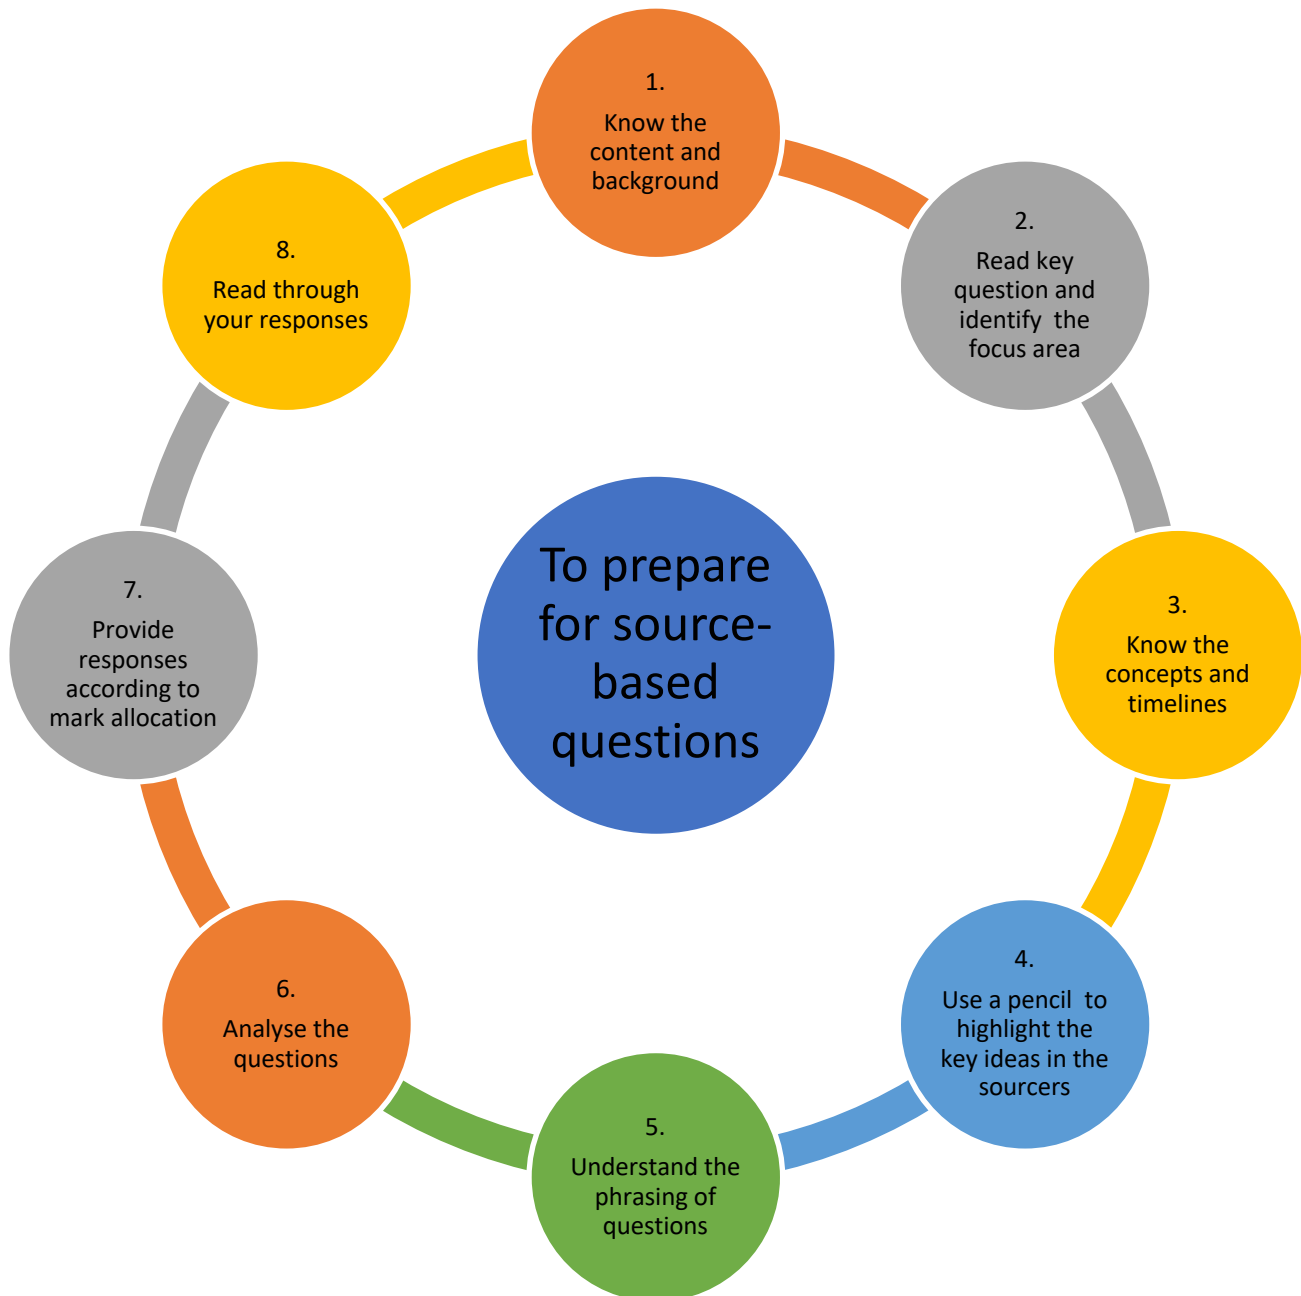 1.
Know the
content and
background
2.
Read key
question and
identify  the
focus area
3.
Know the
concepts and
timelines
4.
Use a pencil  to
highlight the
key ideas in the
sourcers
5.
Understand the
phrasing of
questions
6.
Analyse the
questions
7.
Provide
responses
according to
mark allocation
8.
Read through
your responses
To prepare
for source-
based
questions